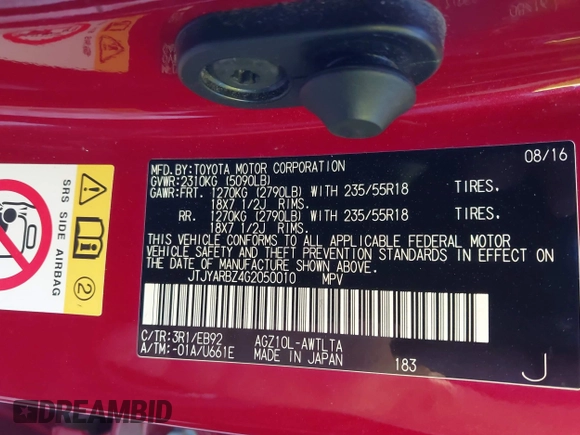 MFD.BY:TOYOTA MOTOR CORPORATION 08/16
GVWR:2310KG (5090LB)
GAWR:FRT. 1270KG (2790LB) WITH 235/55R18 TIRES.
18X7 1/2J RIMS.
RR. 1270KG (2790LB) WITH 235/55R18 TIRES.
18X7 1/2J RIMS.
THIS VEHICLE CONFORMS TO ALL APPLICABLE FEDERAL MOTOR
VEHICLE SAFETY AND THEFT PREVENTION STANDARDS IN EFFECT ON
THE DATE OF MANUFACTURE SHOWN ABOVE.
JTJYARBZ4G2050010 MPV
C/TR:3R1/EB92 AGZ10L-AWTLTA
A/TM:-01A/U661E MADE IN JAPAN 183 J
SRS SIDE AIRBAG
2
DREAMBID